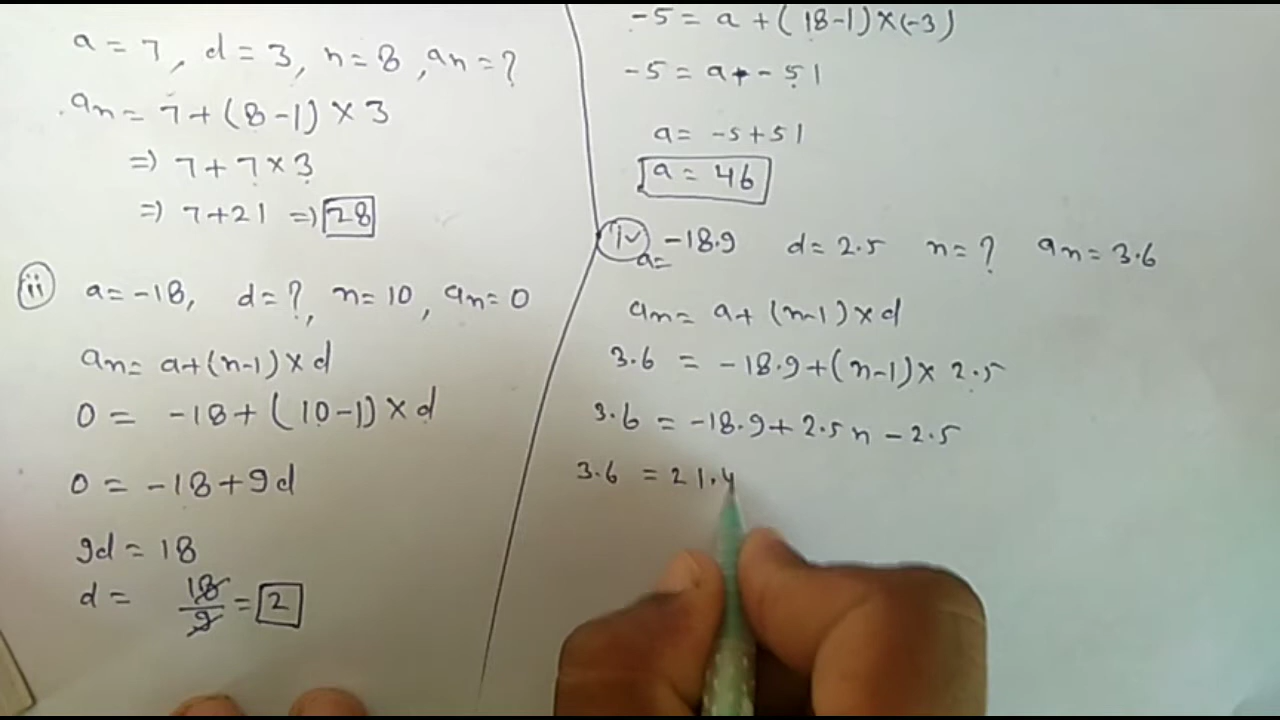 a = 7, d = 3, n = 8, an = ?
an = 7 + (8-1) × 3
=) 7 + 7 × 3
=) 7 + 21 =) 28
ii a = -18, d = ?, n = 10, an = 0
an = a + (n-1) × d
0 = -18 + (10-1) × d
0 = -18 + 9d
9d = 18
d = 18/9 = 2
-5 = a + (18-1) × (-3)
-5 = a - 51
a = -5 + 51
a = 46
iv a = -18.9 d = 2.5 n = ? an = 3.6
an = a + (n-1) × d
3.6 = -18.9 + (n-1) × 2.5
3.6 = -18.9 + 2.5n - 2.5
3.6 = 21.4